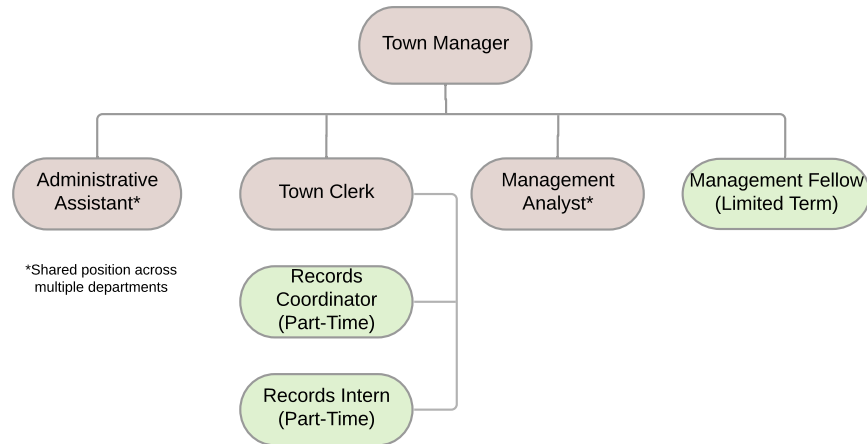 Town Manager
Administrative
Assistant*
Town Clerk
Management
Analyst*
Management Fellow
(Limited Term)
*Shared position across
multiple departments
Records
Coordinator
(Part-Time)
Records Intern
(Part-Time)